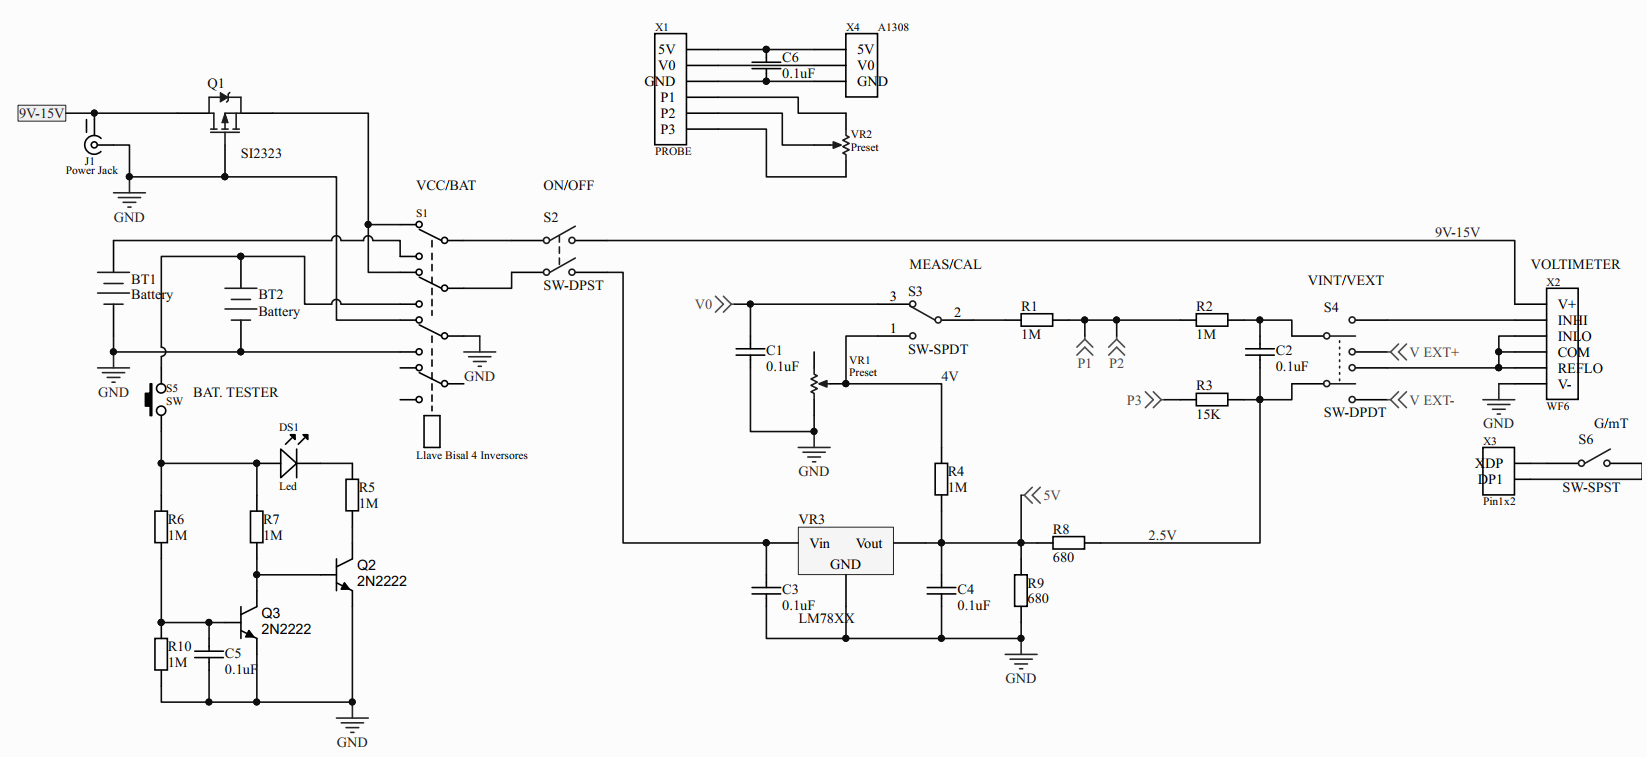 X1
X4 A1308
5V
V0
GND
P1
P2
P3
PROBE
C6
0.1uF
5V
V0
GND
VR2
Preset
Q1
9V-15V
SI2323
J1
Power Jack
GND
VCC/BAT
ON/OFF
S1
S2
SW-DPST
9V-15V
BT1
Battery
BT2
Battery
GND
GND
S5
SW
BAT. TESTER
Llave Bisal 4 Inversores
MEAS/CAL
V0
3
S3
2
1
SW-SPDT
C1
0.1uF
VR1
Preset
4V
GND
R1
1M
P1
P2
R2
1M
C2
0.1uF
P3
R3
15K
VINT/VEXT
S4
V EXT+
V EXT-
SW-DPDT
VOLTIMETER
X2
V+
INHI
INLO
COM
REFLO
V-
WF6
GND
G/mT
X3
S6
XDP
DP1
SW-SPST
Pin1x2
DS1
Led
R5
1M
R6
1M
R7
1M
Q2
2N2222
Q3
2N2222
R10
1M
C5
0.1uF
GND
R4
1M
5V
VR3
Vin Vout
GND
LM78XX
C3
0.1uF
C4
0.1uF
R8
680
2.5V
R9
680
GND